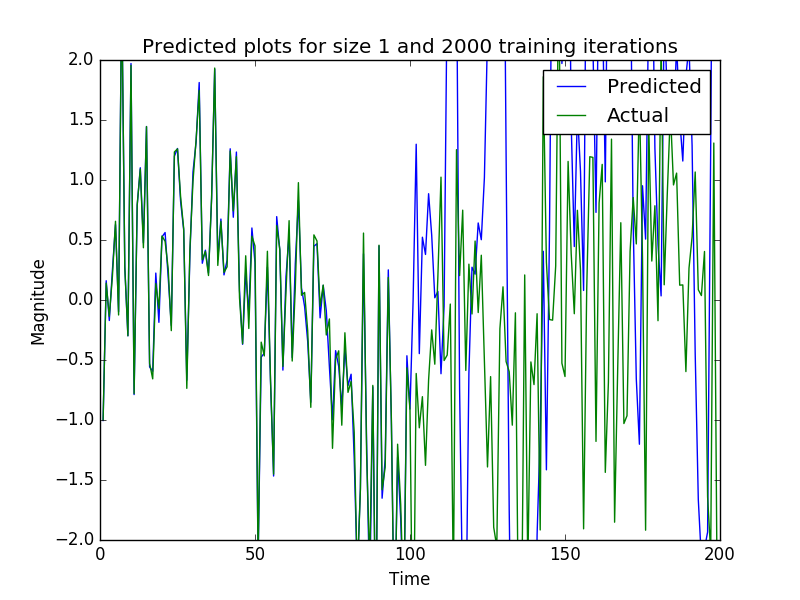 Predicted plots for size 1 and 2000 training iterations
Predicted
Actual
Magnitude
2.0
1.5
1.0
0.5
0.0
−0.5
−1.0
−1.5
−2.0
0 50 100 150 200
Time